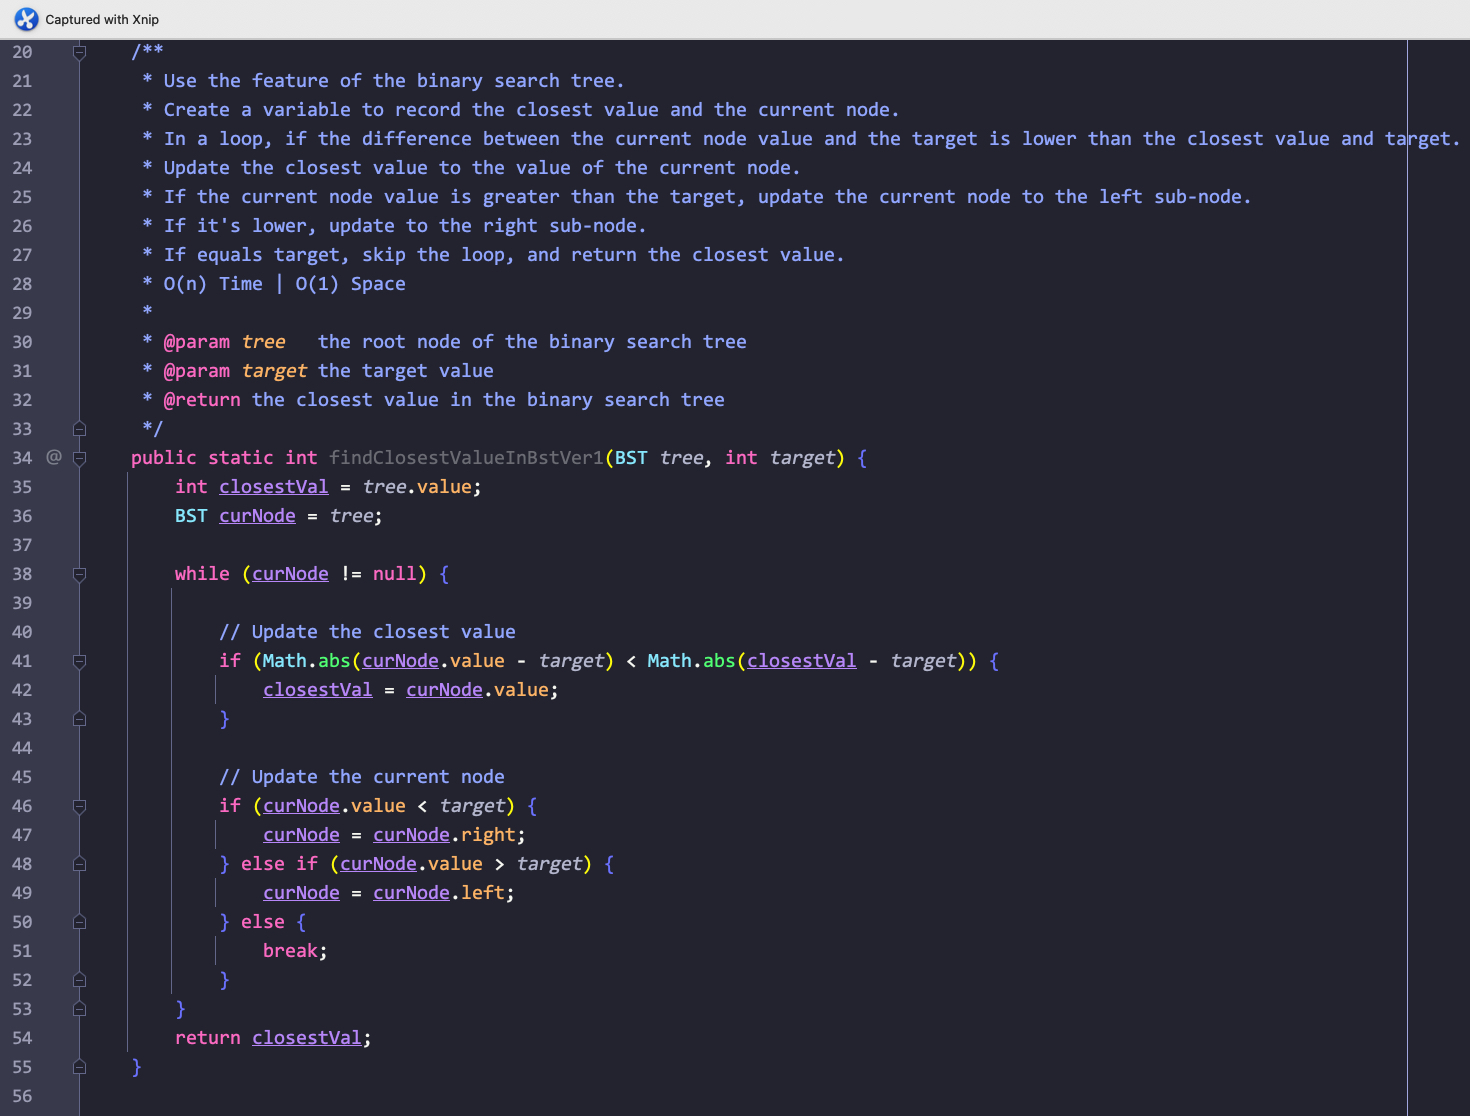 Captured with Xnip
20 /**
21 * Use the feature of the binary search tree.
22 * Create a variable to record the closest value and the current node.
23 * In a loop, if the difference between the current node value and the target is lower than the closest value and target.
24 * Update the closest value to the value of the current node.
25 * If the current node value is greater than the target, update the current node to the left sub-node.
26 * If it's lower, update to the right sub-node.
27 * If equals target, skip the loop, and return the closest value.
28 * O(n) Time | O(1) Space
29 *
30 * @param tree   the root node of the binary search tree
31 * @param target the target value
32 * @return the closest value in the binary search tree
33 */
34 @ public static int findClosestValueInBstVer1(BST tree, int target) {
35 int closestVal = tree.value;
36 BST curNode = tree;
37
38 while (curNode != null) {
39
40 // Update the closest value
41 if (Math.abs(curNode.value - target) < Math.abs(closestVal - target)) {
42 closestVal = curNode.value;
43 }
44
45 // Update the current node
46 if (curNode.value < target) {
47 curNode = curNode.right;
48 } else if (curNode.value > target) {
49 curNode = curNode.left;
50 } else {
51 break;
52 }
53 }
54 return closestVal;
55 }
56